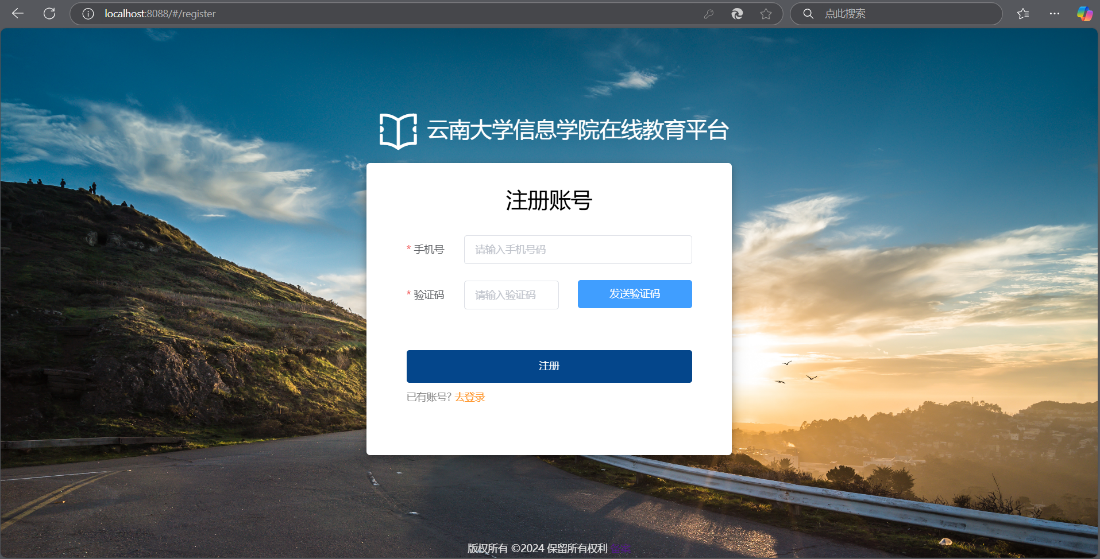 localhost:8088/#/register
点此搜索
云南大学信息学院在线教育平台
注册账号
* 手机号 请输入手机号码
* 验证码 请输入验证码 发送验证码
注册
已有账号? 去登录
版权所有 ©2024 保留所有权利